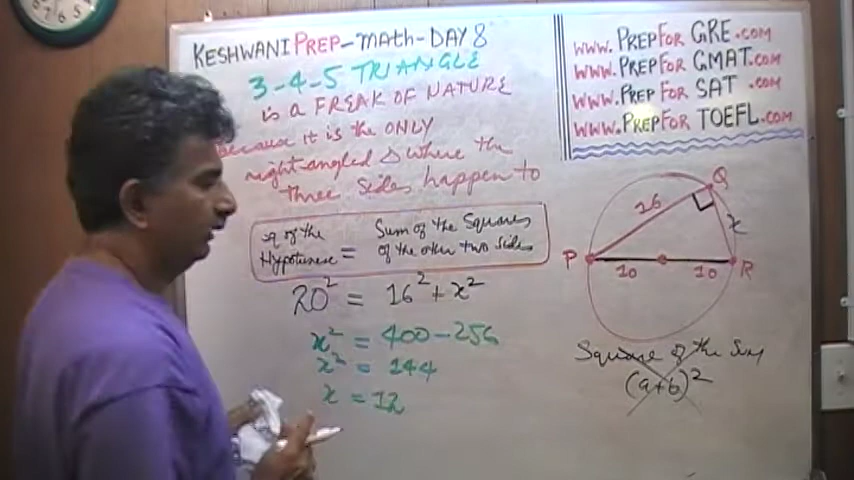 KESHWANI PREP-MATH-DAY 8
3-4-5 TRIANGLE
is a FREAK OF NATURE
because it is the ONLY
right-angled Δ where the
three sides happen to
sq of the Hypotenuse = Sum of the Squares
of the other two sides
20² = 16² + x²
x² = 400 - 256
x² = 144
x = 12
www.PREPFOR GRE.COM
www.PREPFOR GMAT.COM
www.PREP FOR SAT.COM
www.PREPFOR TOEFL.COM
Q
16
x
P
10
10
R
Square of the Sum
(a+b)²
7
6
5